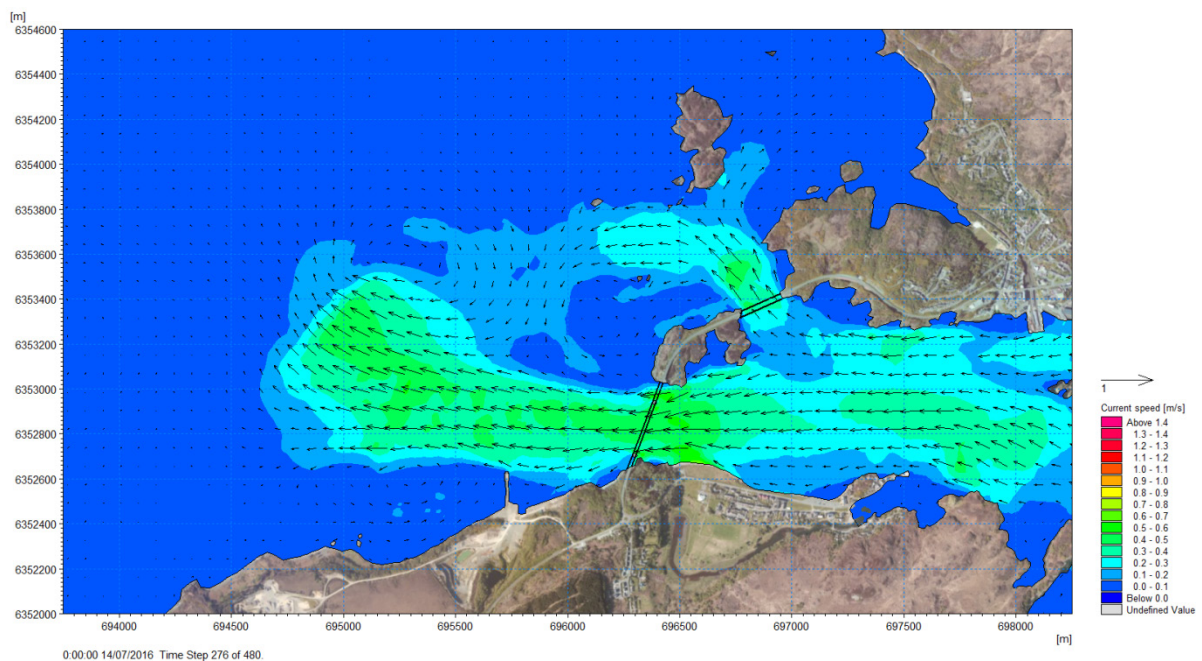 [m]
6354600
6354400
6354200
6354000
6353800
6353600
6353400
6353200
6353000
6352800
6352600
6352400
6352200
6352000
694000 694500 695000 695500 696000 696500 697000 697500 698000
[m]
0:00:00 14/07/2016 Time Step 276 of 480.
1
Current speed [m/s]
Above 1.4
1.3 - 1.4
1.2 - 1.3
1.1 - 1.2
1.0 - 1.1
0.9 - 1.0
0.8 - 0.9
0.7 - 0.8
0.6 - 0.7
0.5 - 0.6
0.4 - 0.5
0.3 - 0.4
0.2 - 0.3
0.1 - 0.2
0.0 - 0.1
Below 0.0
Undefined Value